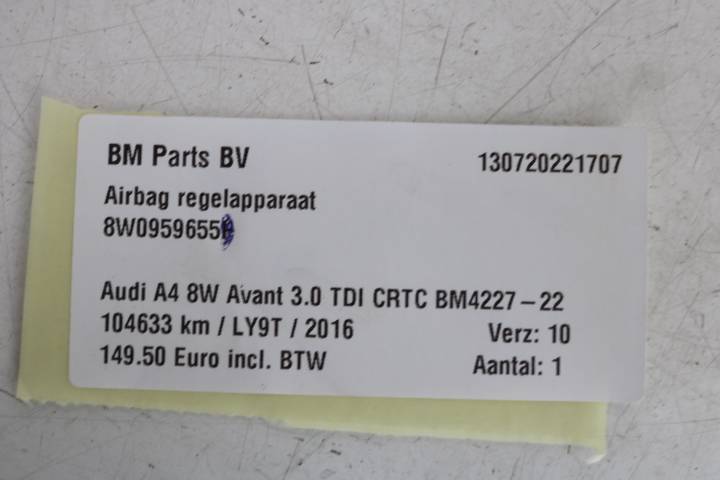 BM Parts BV 130720221707
Airbag regelapparaat
8W0959655
Audi A4 8W Avant 3.0 TDI CRTC BM4227-22
104633 km / LY9T / 2016 Verz: 10
149.50 Euro incl. BTW Aantal: 1